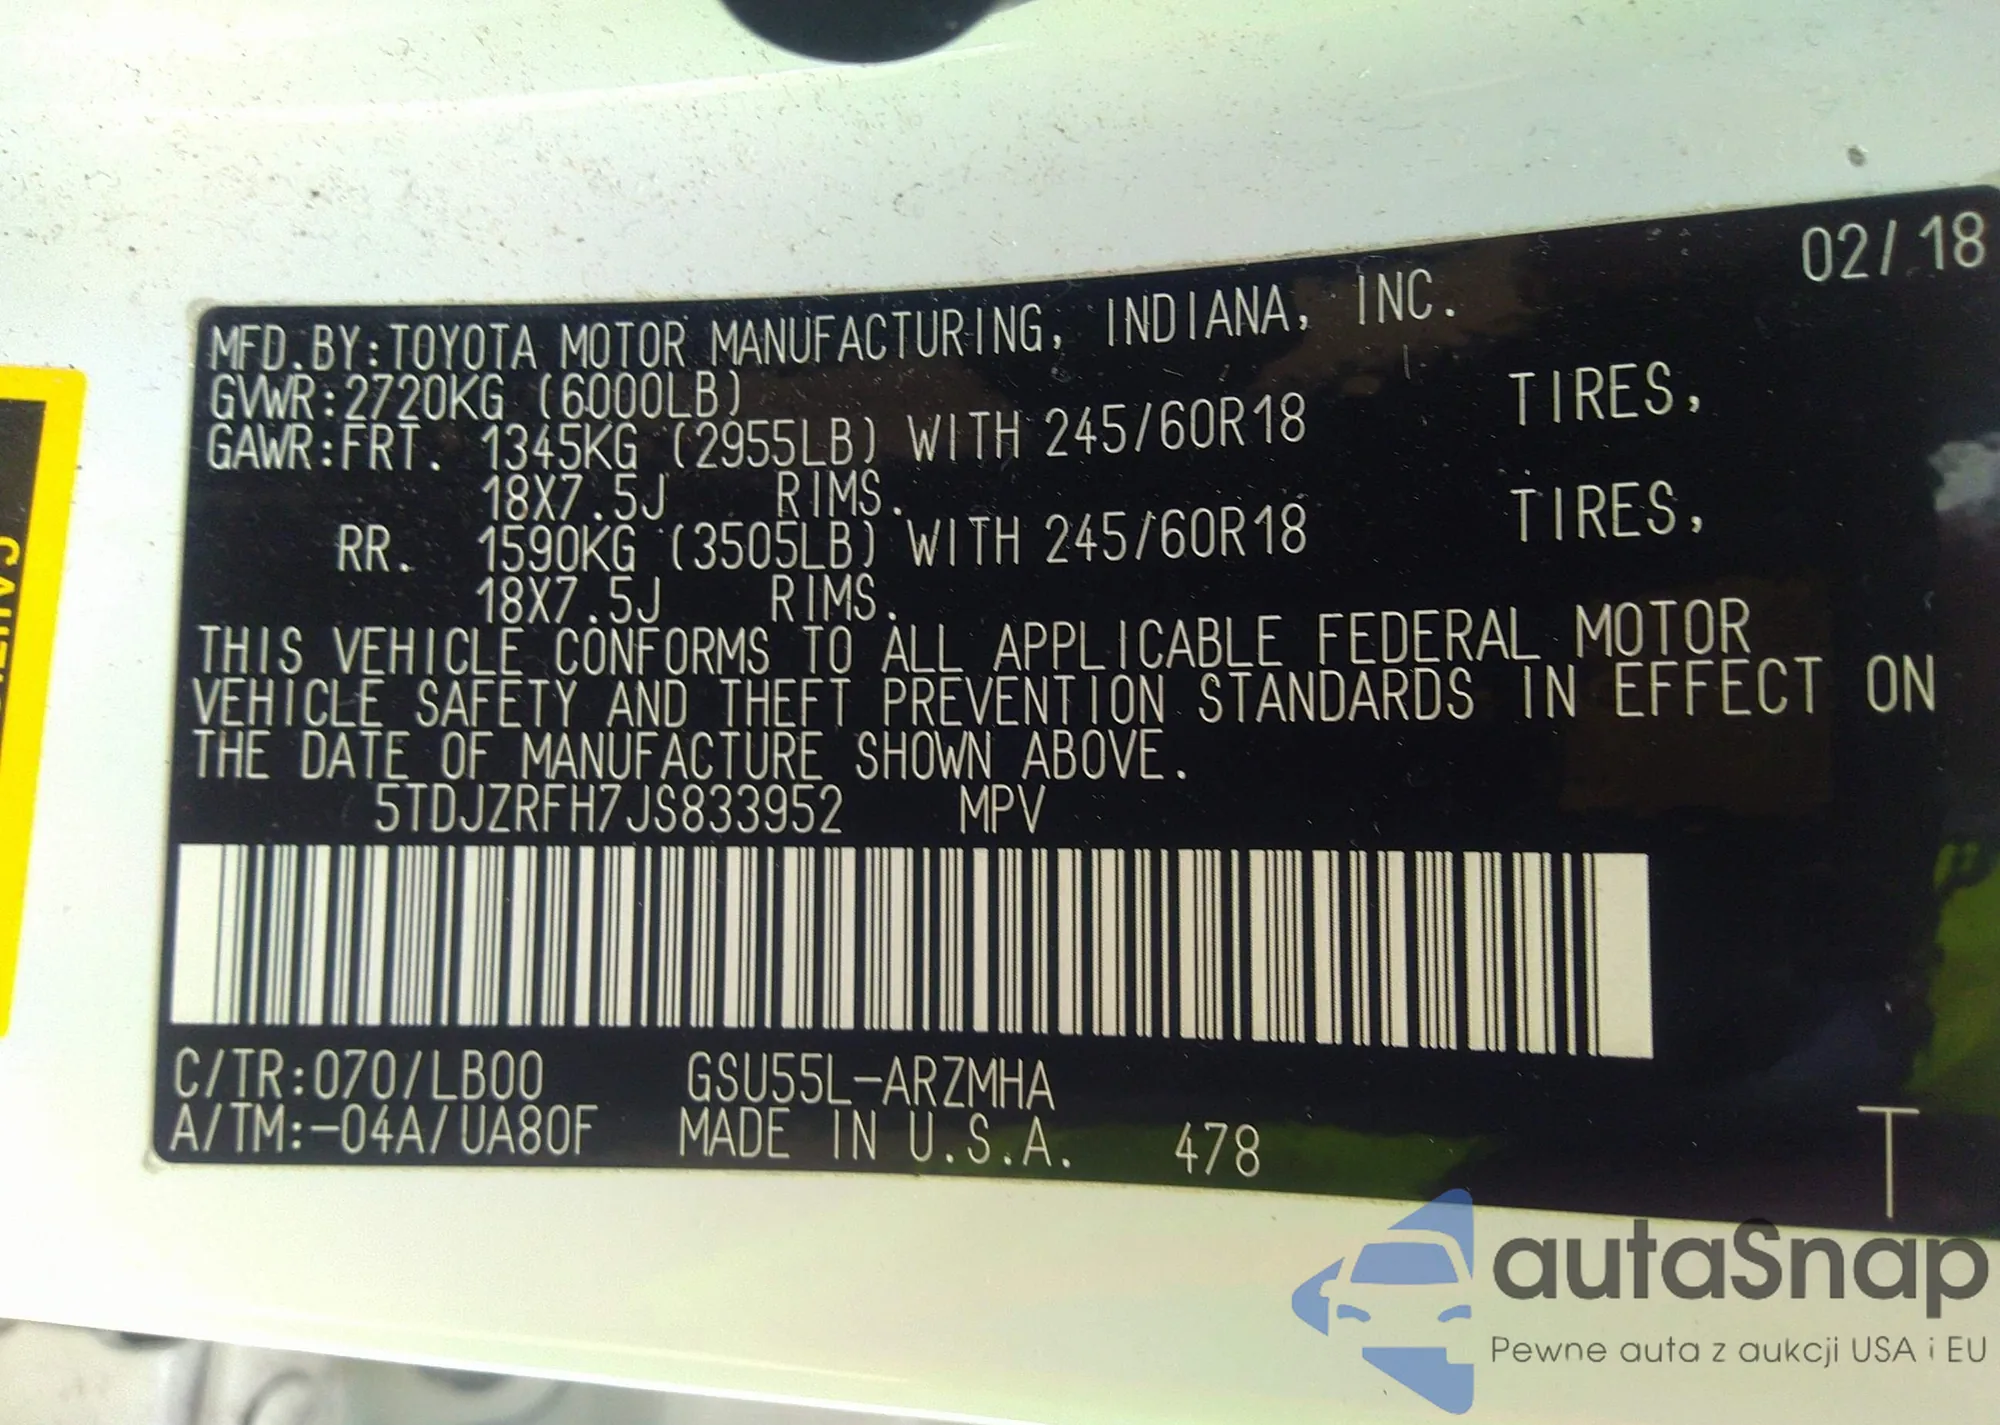 02/18
MFD.BY:TOYOTA MOTOR MANUFACTURING, INDIANA, INC.
GVWR:2720KG (6000LB)
GAWR:FRT. 1345KG (2955LB) WITH 245/60R18 TIRES,
18X7.5J RIMS.
RR. 1590KG (3505LB) WITH 245/60R18 TIRES,
18X7.5J RIMS.
THIS VEHICLE CONFORMS TO ALL APPLICABLE FEDERAL MOTOR
VEHICLE SAFETY AND THEFT PREVENTION STANDARDS IN EFFECT ON
THE DATE OF MANUFACTURE SHOWN ABOVE.
5TDJZRFH7JS833952 MPV
C/TR:070/LB00 GSU55L-ARZMHA
A/TM:-04A/UA80F MADE IN U.S.A. 478
T
autaSnap
Pewne auta z aukcji USA i EU